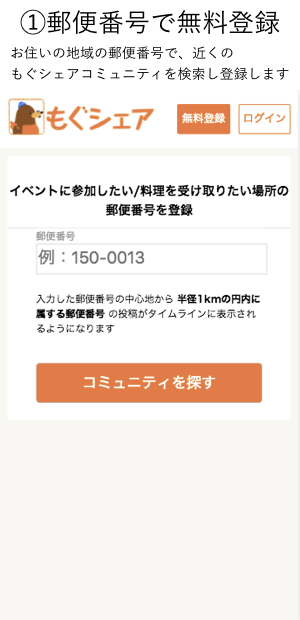 ①郵便番号で無料登録
お住いの地域の郵便番号で、近くの
もぐシェアコミュニティを検索し登録します
もぐシェア
無料登録
ログイン
イベントに参加したい/料理を受け取りたい場所の
郵便番号を登録
郵便番号
例：150-0013
入力した郵便番号の中心地から 半径1kmの円内に
属する郵便番号 の投稿がタイムラインに表示され
るようになります
コミュニティを探す